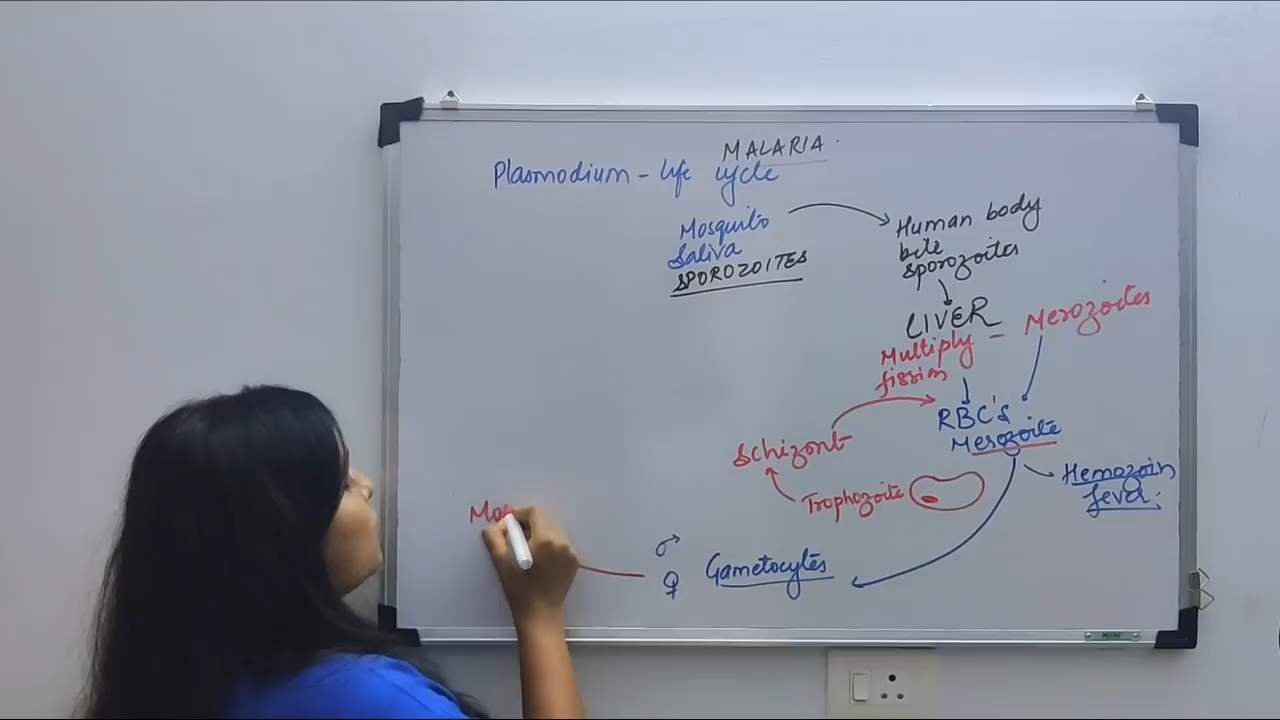 MALARIA
Plasmodium - life cycle
Mosquito
Saliva
SPOROZOITES
Human body
bite
sporozoites
LIVER
Multiply - Merozoites
fission
RBC's
Merozoite
Schizont
Trophozoite
Hemozoin
fever.
Mos
♂
♀ Gametocytes